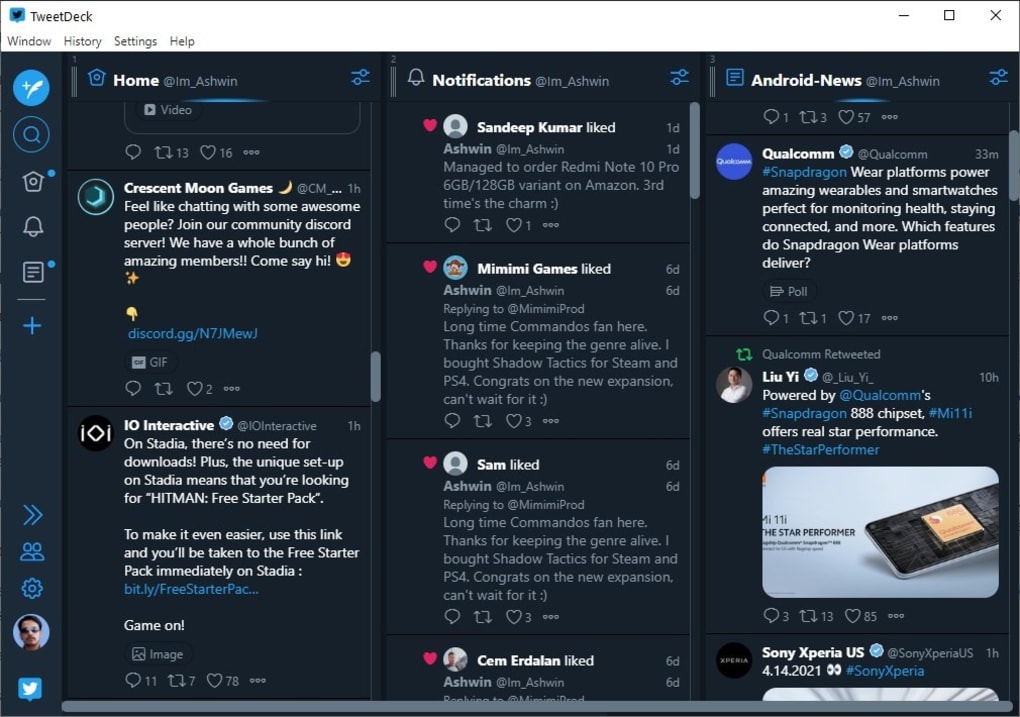 TweetDeck
Window History Settings Help
1
Home @Im_Ashwin
Video
13 16
Crescent Moon Games 🌙 @CM_... 1h
Feel like chatting with some awesome
people? Join our community discord
server! We have a whole bunch of
amazing members!! Come say hi! 😍
✨
👇
discord.gg/N7JMewJ
GIF
2
IO Interactive @IOInteractive 1h
On Stadia, there's no need for
downloads! Plus, the unique set-up
on Stadia means that you're looking
for “HITMAN: Free Starter Pack”.
To make it even easier, use this link
and you'll be taken to the Free Starter
Pack immediately on Stadia :
bit.ly/FreeStarterPac...
Game on!
Image
11 7 78
2
Notifications @Im_Ashwin
Sandeep Kumar liked 1d
Ashwin @Im_Ashwin 1d
Managed to order Redmi Note 10 Pro
6GB/128GB variant on Amazon. 3rd
time's the charm :)
1
Mimimi Games liked 6d
Ashwin @Im_Ashwin 6d
Replying to @MimimiProd
Long time Commandos fan here.
Thanks for keeping the genre alive. I
bought Shadow Tactics for Steam and
PS4. Congrats on the new expansion,
can't wait for it :)
3
Sam liked 6d
Ashwin @Im_Ashwin 6d
Replying to @MimimiProd
Long time Commandos fan here.
Thanks for keeping the genre alive. I
bought Shadow Tactics for Steam and
PS4. Congrats on the new expansion,
can't wait for it :)
3
Cem Erdalan liked 6d
Ashwin @Im_Ashwin 6d
Replying to @MimimiProd
3
Android-News @Im_Ashwin
1 3 57
Qualcomm
Qualcomm @Qualcomm 33m
#Snapdragon Wear platforms power
amazing wearables and smartwatches
perfect for monitoring health, staying
connected, and more. Which features
do Snapdragon Wear platforms
deliver?
Poll
1 1 17
Qualcomm Retweeted
Liu Yi @_Liu_Yi_ 10h
Powered by @Qualcomm's
#Snapdragon 888 chipset, #Mi11i
offers real star performance.
#TheStarPerformer
Mi 11i
THE STAR PERFORMER
3 13 85
XPERIA
Sony Xperia US @SonyXperiaUS 1h
4.14.2021 👀 #SonyXperia